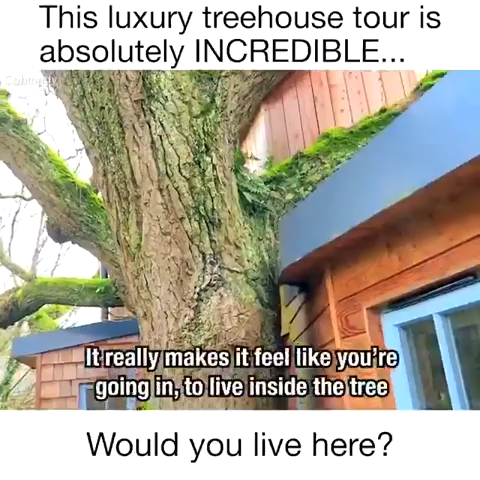 This luxury treehouse tour is
absolutely INCREDIBLE...
It really makes it feel like you're
going in, to live inside the tree
Would you live here?